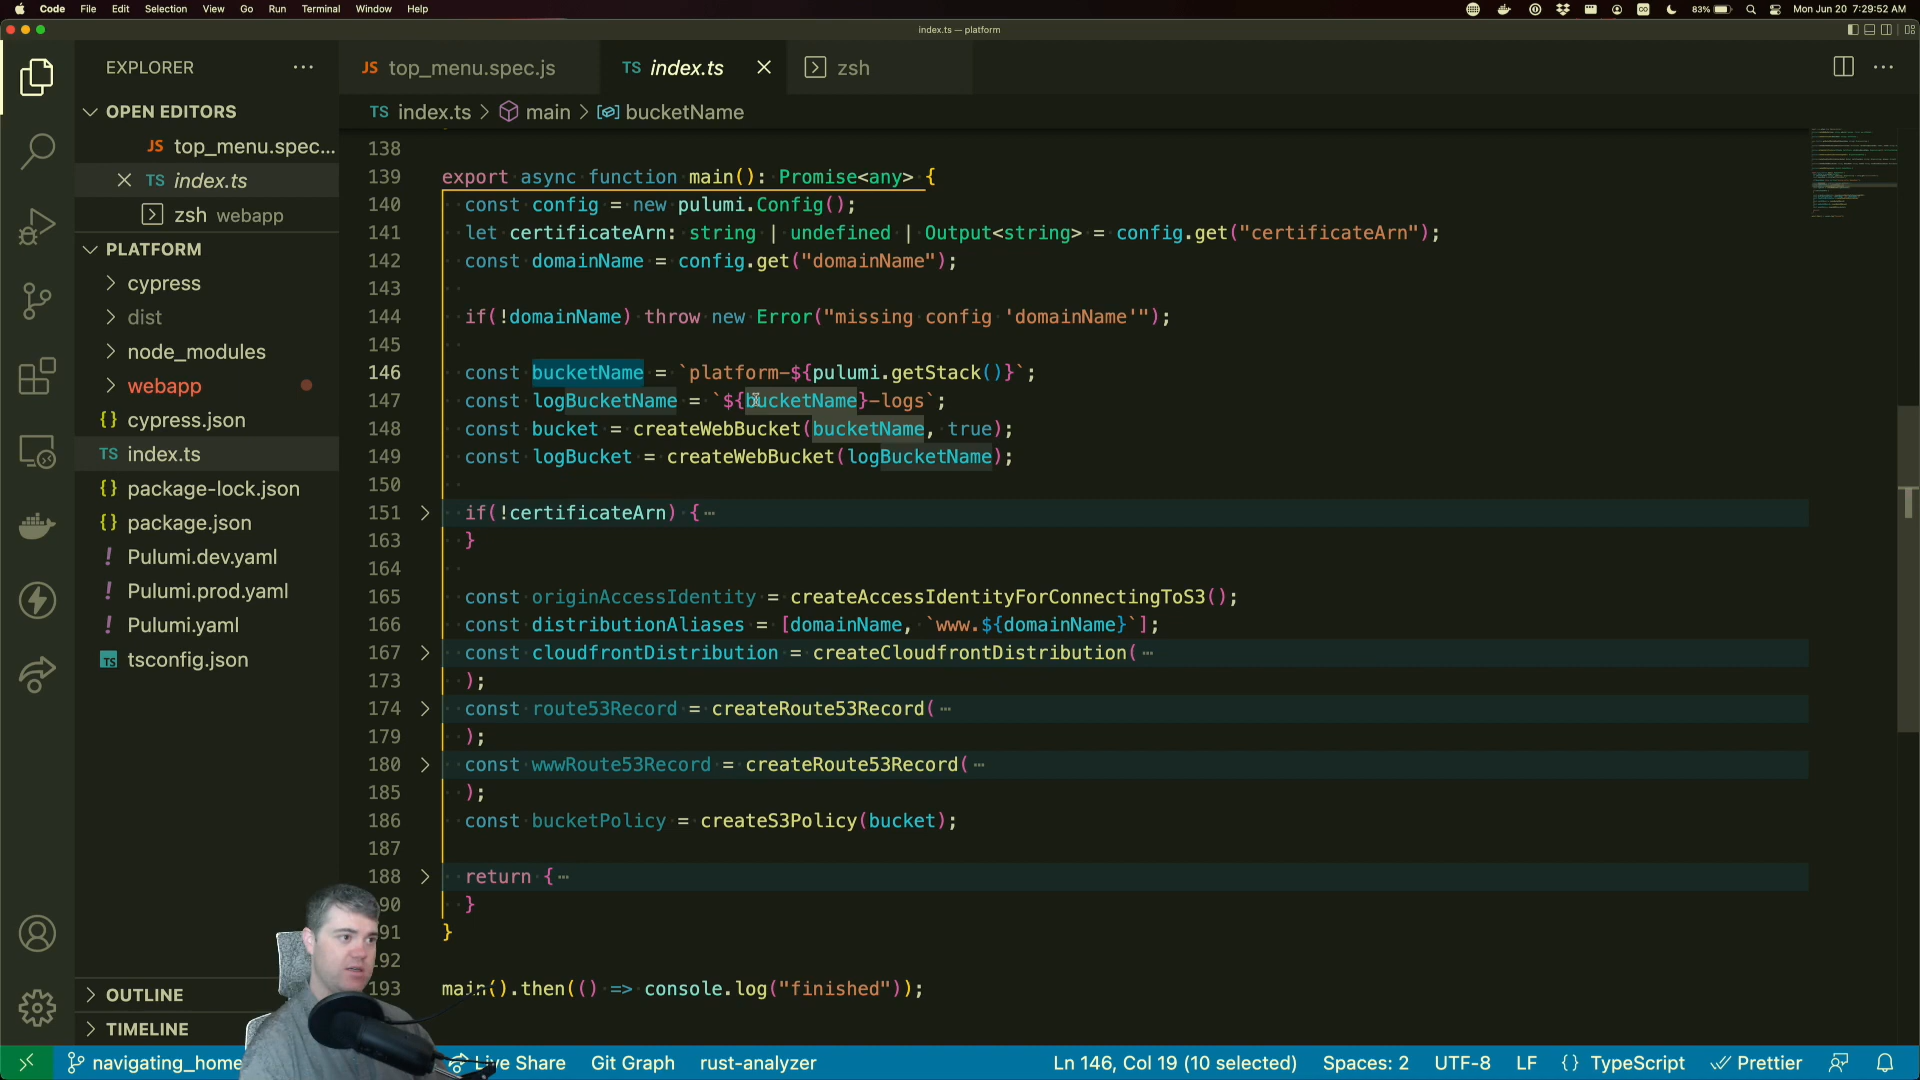 Code File Edit Selection View Go Run Terminal Window Help
83% Mon Jun 20 7:29:52 AM
index.ts — platform
EXPLORER
OPEN EDITORS
JS top_menu.spec...
TS index.ts
zsh webapp
PLATFORM
cypress
dist
node_modules
webapp
cypress.json
TS index.ts
package-lock.json
package.json
! Pulumi.dev.yaml
! Pulumi.prod.yaml
! Pulumi.yaml
TS tsconfig.json
OUTLINE
TIMELINE
JS top_menu.spec.js
TS index.ts
zsh
TS index.ts > main > bucketName
138
139 export async function main(): Promise<any> {
140 const config = new pulumi.Config();
141 let certificateArn: string | undefined | Output<string> = config.get("certificateArn");
142 const domainName = config.get("domainName");
143
144 if(!domainName) throw new Error("missing config 'domainName'");
145
146 const bucketName = `platform-${pulumi.getStack()}`;
147 const logBucketName = `${bucketName}-logs`;
148 const bucket = createWebBucket(bucketName, true);
149 const logBucket = createWebBucket(logBucketName);
150
151 if(!certificateArn) { ⋯
163 }
164
165 const originAccessIdentity = createAccessIdentityForConnectingToS3();
166 const distributionAliases = [domainName, `www.${domainName}`];
167 const cloudfrontDistribution = createCloudfrontDistribution( ⋯
173 );
174 const route53Record = createRoute53Record( ⋯
179 );
180 const wwwRoute53Record = createRoute53Record( ⋯
185 );
186 const bucketPolicy = createS3Policy(bucket);
187
188 return { ⋯
90 }
91 }
92
193 main().then(() => console.log("finished"));
navigating_home Live Share Git Graph rust-analyzer Ln 146, Col 19 (10 selected) Spaces: 2 UTF-8 LF {} TypeScript Prettier